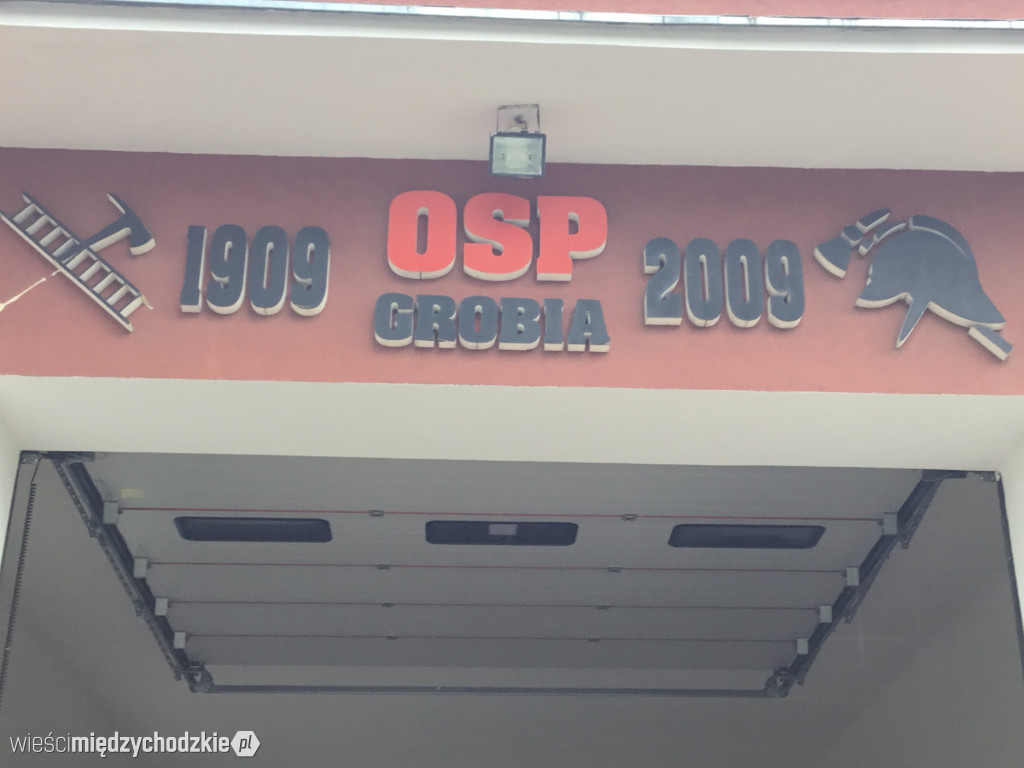 1909 OSP 2009
GROBIA
wieścimiędzychodzkie.pl